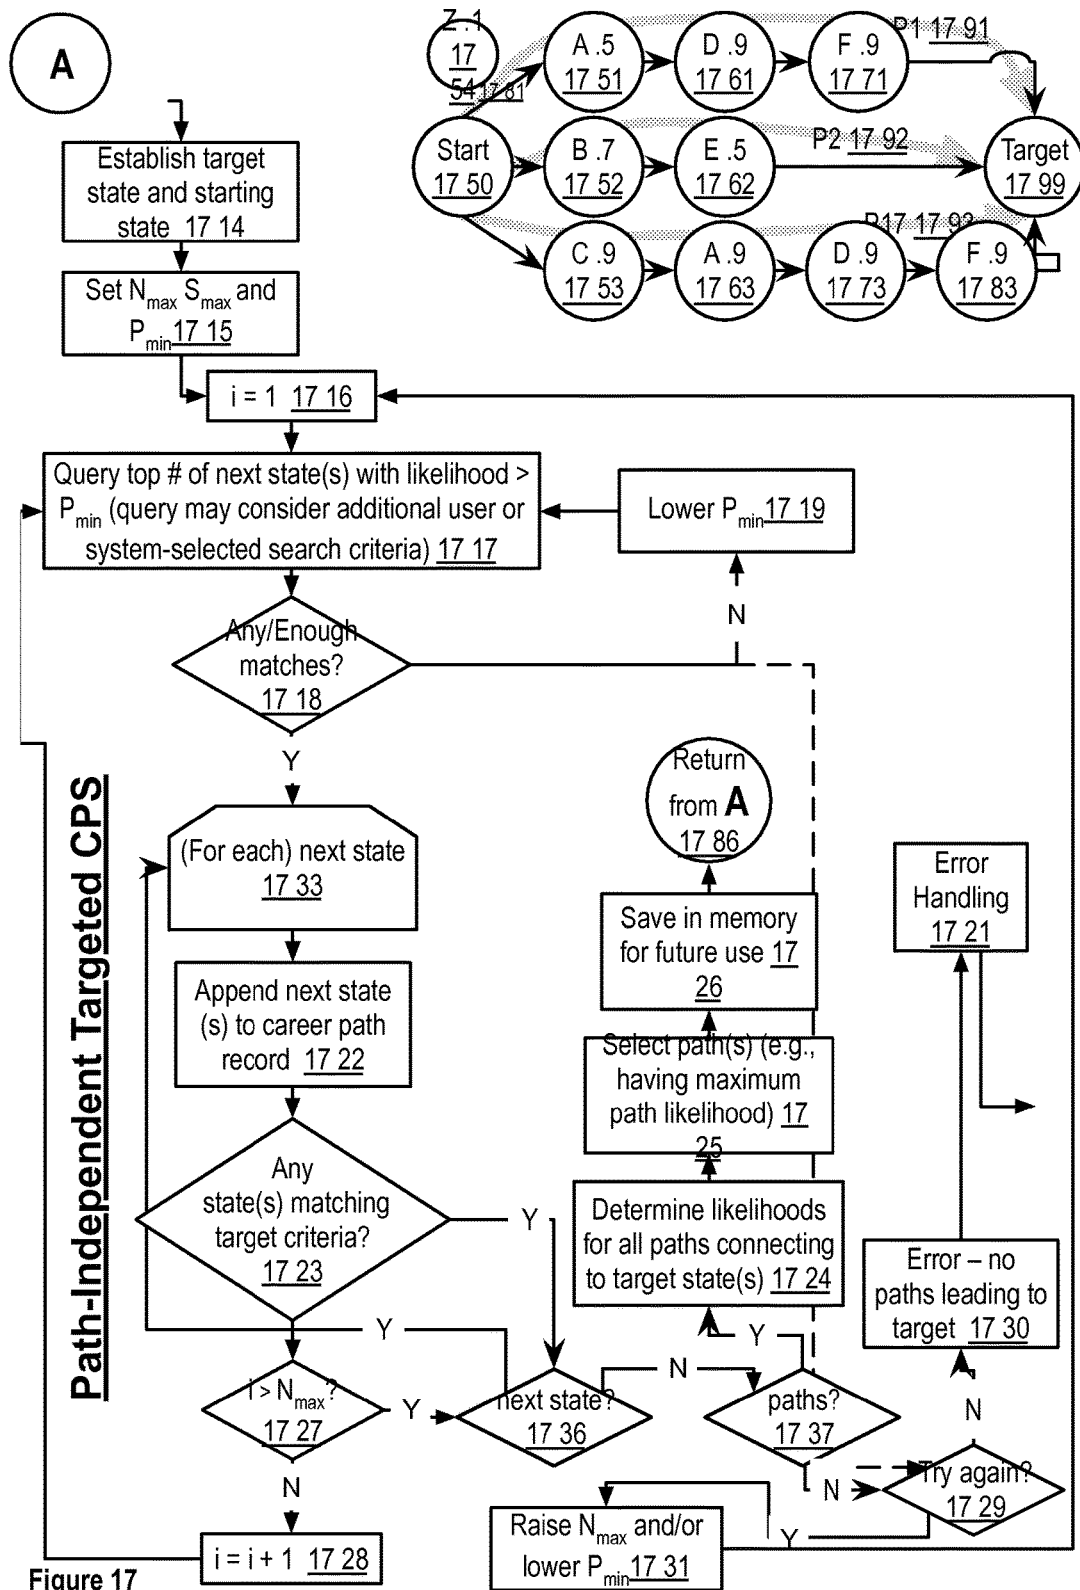 A
Z .1
17
54
17 81
A .5
17 51
D .9
17 61
F .9
17 71
P1 17 91
Start
17 50
B .7
17 52
E .5
17 62
P2 17 92
Target
17 99
C .9
17 53
A .9
17 63
D .9
17 73
F .9
17 83
P17 17 93
Establish target
state and starting
state 17 14
Set Nmax Smax and
Pmin 17 15
i = 1 17 16
Query top # of next state(s) with likelihood >
Pmin (query may consider additional user or
system-selected search criteria) 17 17
Lower Pmin 17 19
N
Any/Enough
matches?
17 18
Y
Path-Independent Targeted CPS
(For each) next state
17 33
Append next state
(s) to career path
record 17 22
Any
state(s) matching
target criteria?
17 23
Y
Y
i > Nmax?
17 27
Y
N
i = i + 1 17 28
next state?
17 36
N
paths?
17 37
Y
N
Return
from A
17 86
Save in memory
for future use 17
26
Select path(s) (e.g.,
having maximum
path likelihood) 17
25
Determine likelihoods
for all paths connecting
to target state(s) 17 24
Error
Handling
17 21
Error – no
paths leading to
target 17 30
N
Try again?
17 29
Y
Raise Nmax and/or
lower Pmin 17 31
Figure 17